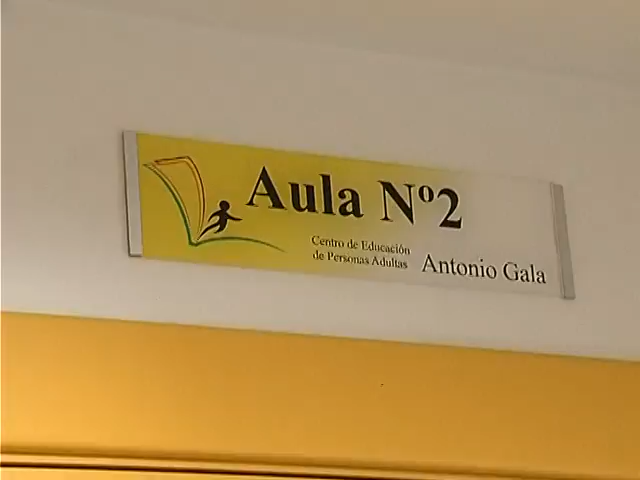 Aula Nº2
Centro de Educación
de Personas Adultas
Antonio Gala